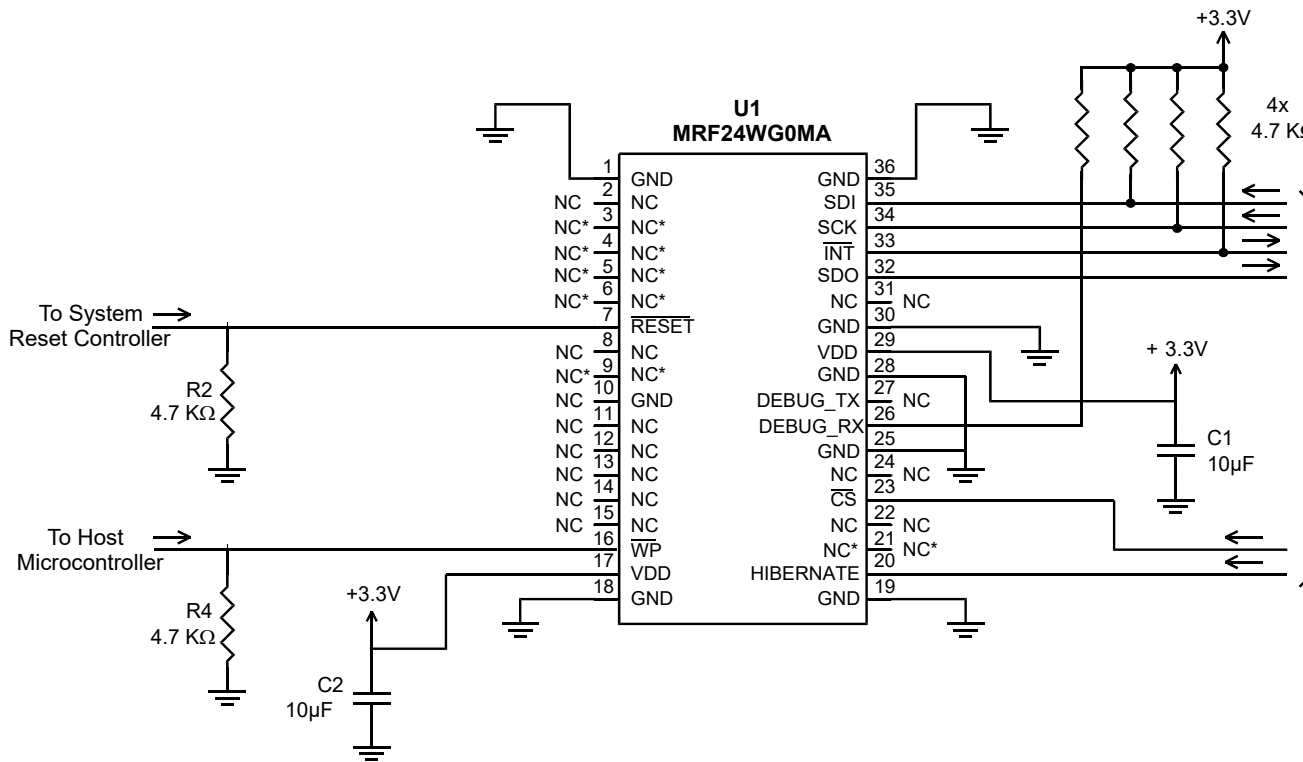 +3.3V
4x
4.7 KΩ
U1
MRF24WG0MA
1 GND GND 36
NC 2 NC SDI 35
NC* 3 NC* SCK 34
NC* 4 NC* INT 33
NC* 5 NC* SDO 32
NC* 6 NC* NC 31 NC
To System
Reset Controller
7 RESET GND 30
NC 8 NC VDD 29
+ 3.3V
NC* 9 NC* GND 28
NC 10 GND DEBUG_TX 27 NC
NC 11 NC DEBUG_RX 26
NC 12 NC GND 25
NC 13 NC NC 24 NC
NC 14 NC CS 23
NC 15 NC NC 22 NC
R2
4.7 KΩ
C1
10µF
To Host
Microcontroller
16 WP NC* 21 NC*
17 VDD HIBERNATE 20
18 GND GND 19
R4
4.7 KΩ
+3.3V
C2
10µF